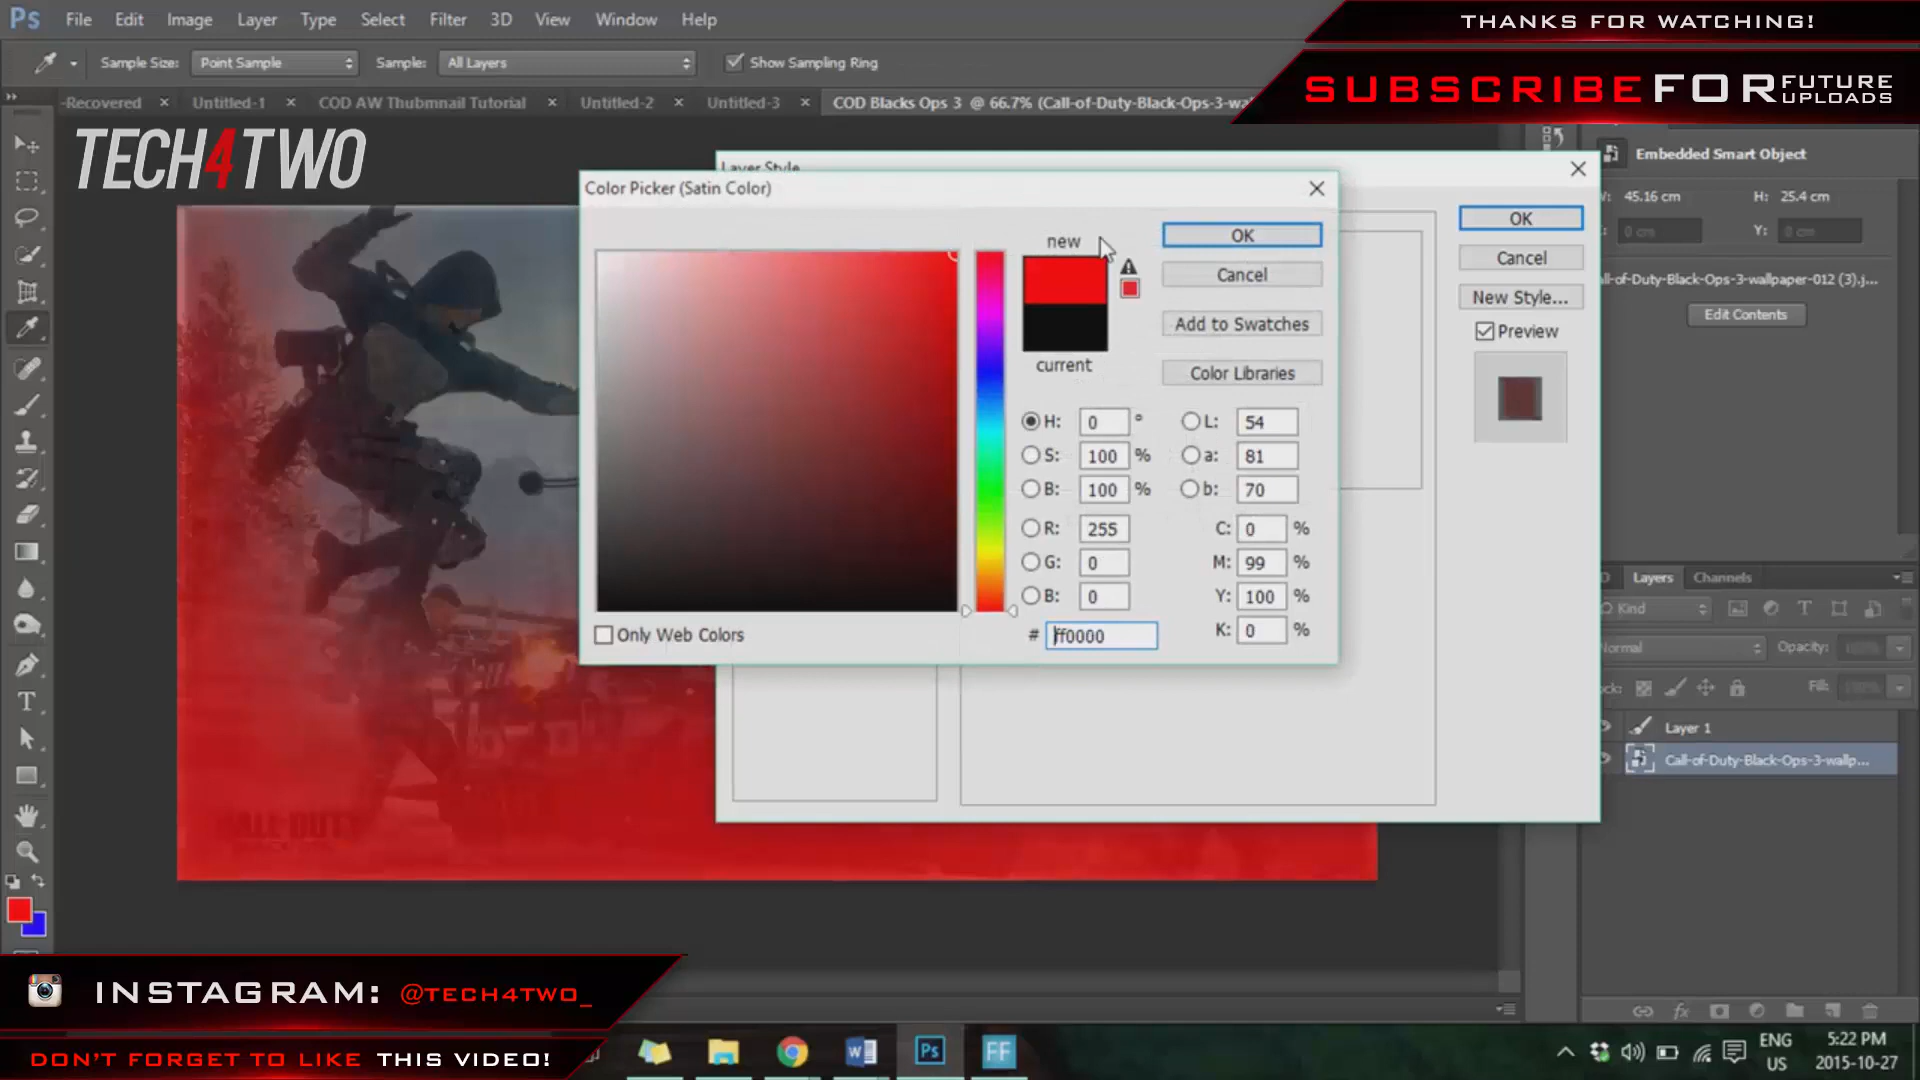 Ps File Edit Image Layer Type Select Filter 3D View Window Help
THANKS FOR WATCHING!
Sample Size: Point Sample Sample: All Layers Show Sampling Ring
SUBSCRIBE FOR FUTURE UPLOADS
-Recovered × Untitled-1 × COD AW Thubmnail Tutorial × Untitled-2 × Untitled-3 × COD Blacks Ops 3 @ 66.7% (Call-of-Duty-Black-Ops-3-wal
TECH4TWO
Layer Style
Embedded Smart Object
Color Picker (Satin Color)
45.16 cm H: 25.4 cm
0 cm Y: 0 cm
OK
Cancel
New Style...
Preview
all-of-Duty-Black-Ops-3-wallpaper-012 (3).j...
Edit Contents
new
current
OK
Cancel
Add to Swatches
Color Libraries
H: 0 ° L: 54
S: 100 % a: 81
B: 100 % b: 70
R: 255 C: 0 %
G: 0 M: 99 %
B: 0 Y: 100 %
# ff0000 K: 0 %
Only Web Colors
Layers Channels
Kind
Normal Opacity: 100%
Fill: 100%
Layer 1
Call-of-Duty-Black-Ops-3-wallp...
CALL DUTY
INSTAGRAM: @TECH4TWO_
DON'T FORGET TO LIKE THIS VIDEO!
Ps FF
ENG
US
5:22 PM
2015-10-27